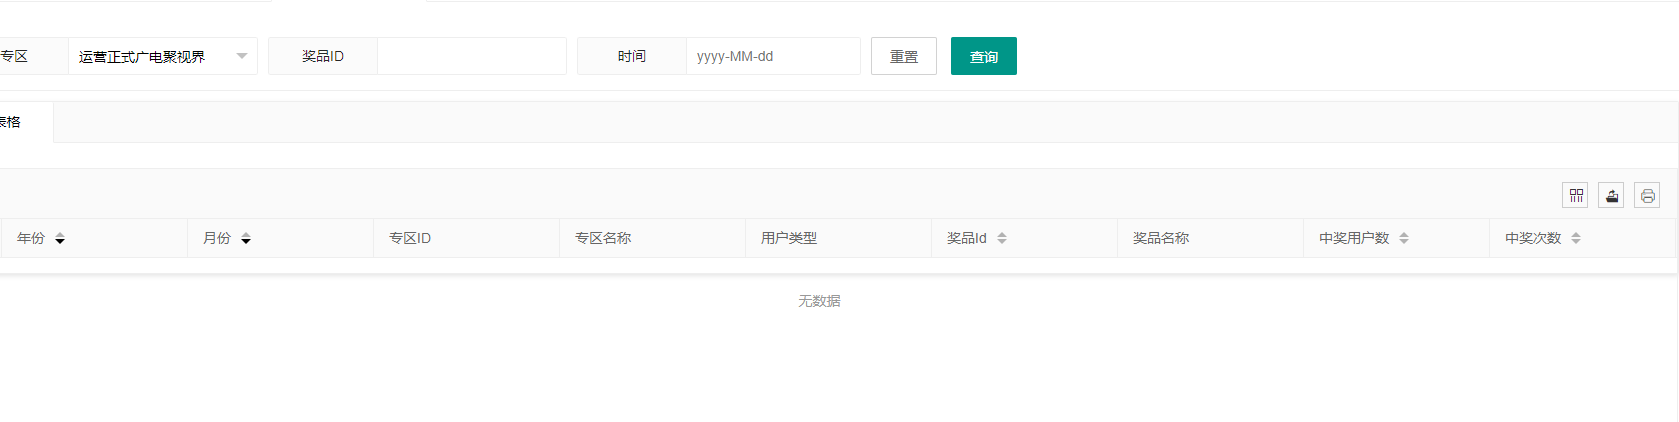 专区 运营正式广电聚视界 奖品ID 时间 yyyy-MM-dd 重置 查询
表格
年份 月份 专区ID 专区名称 用户类型 奖品Id 奖品名称 中奖用户数 中奖次数
无数据